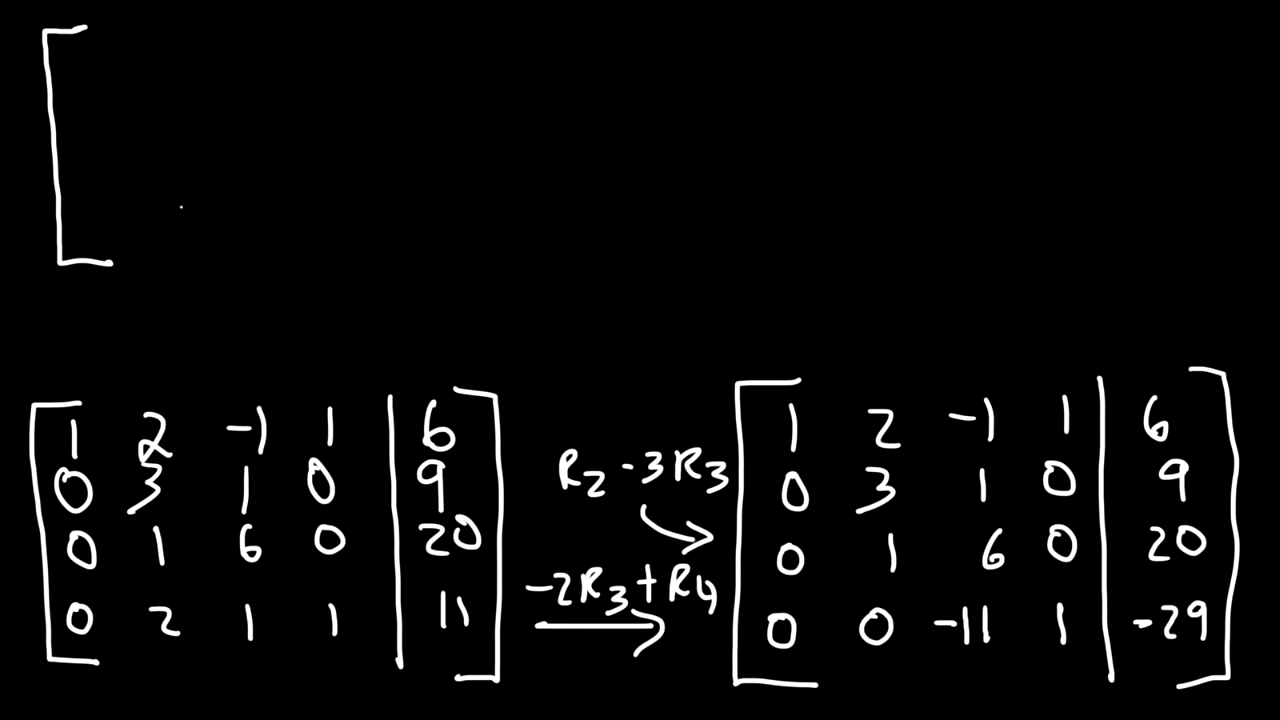 [
[ 1 2 -1 1 | 6 ] [ 1 2 -1 1 | 6 ]
R2 - 3R3
[ 0 3 1 0 | 9 ] [ 0 3 1 0 | 9 ]
[ 0 1 6 0 | 20 ] [ 0 1 6 0 | 20 ]
-2R3 + R4
[ 0 2 1 1 | 11 ] [ 0 0 -11 1 | -29 ]